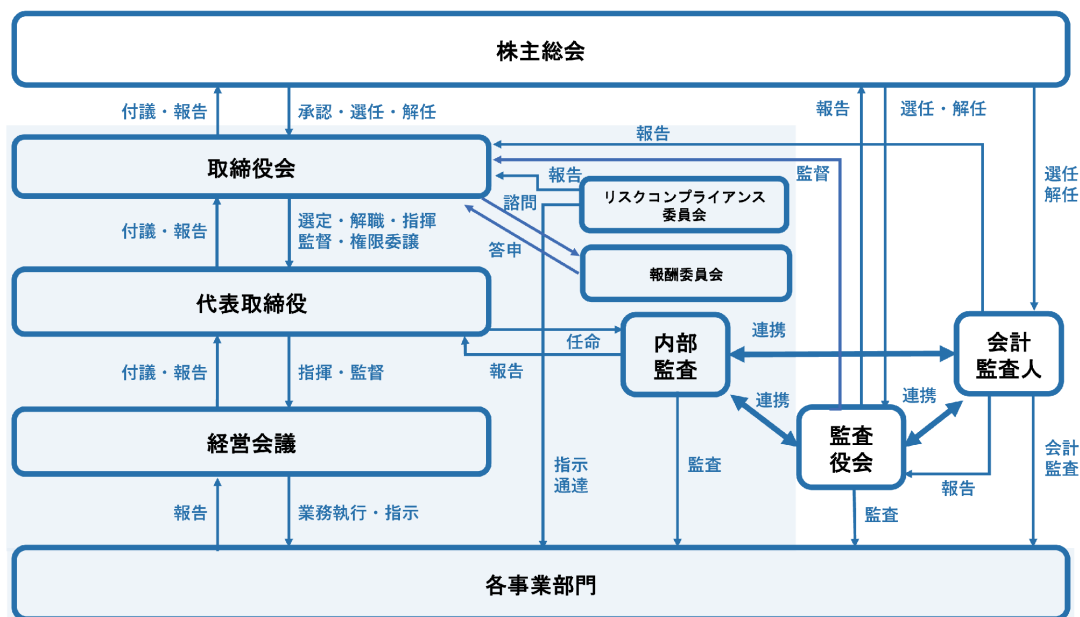 株主総会
付議・報告
承認・選任・解任
報告
選任・解任
報告
取締役会
監督
選任
解任
報告
リスクコンプライアンス
委員会
諮問
付議・報告
選定・解職・指揮
監督・権限委譲
答申
報酬委員会
代表取締役
任命
内部
監査
連携
会計
監査人
報告
付議・報告
指揮・監督
連携
連携
経営会議
監査
役会
指示
通達
監査
会計
監査
報告
報告
業務執行・指示
監査
各事業部門